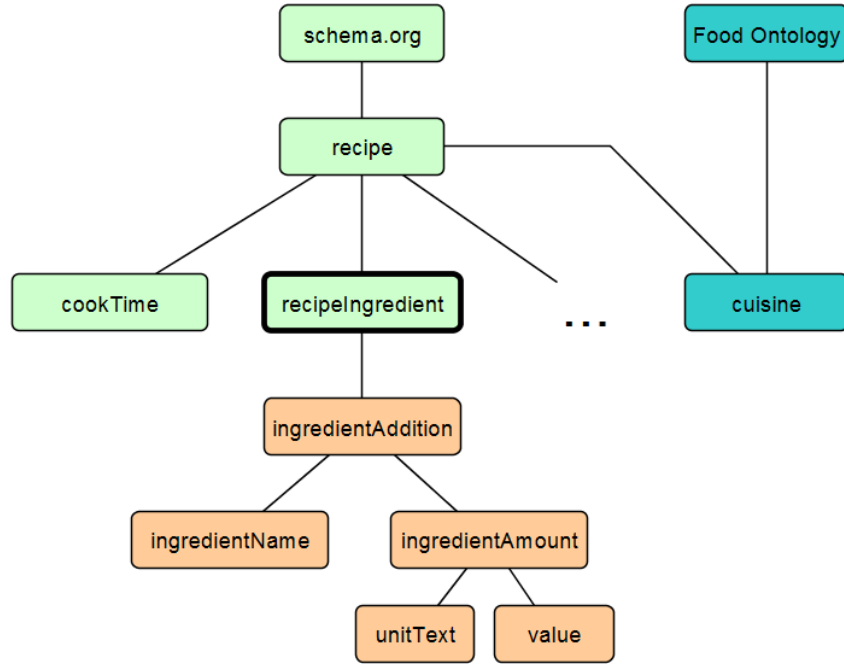 schema.org
Food Ontology
recipe
cookTime
recipeIngredient
...
cuisine
ingredientAddition
ingredientName
ingredientAmount
unitText
value